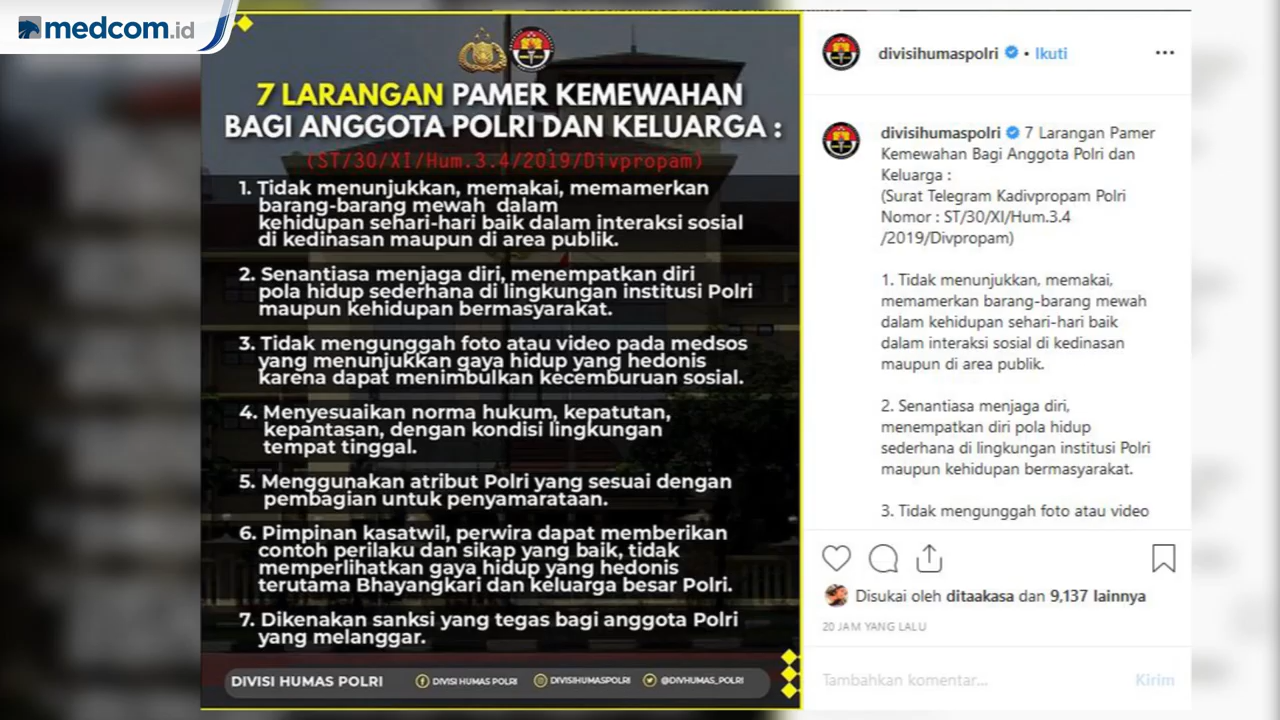 medcom.id
7 LARANGAN PAMER KEMEWAHAN
BAGI ANGGOTA POLRI DAN KELUARGA :
(ST/30/XI/Hum.3.4/2019/Divpropam)
1. Tidak menunjukkan, memakai, memamerkan
barang-barang mewah dalam
kehidupan sehari-hari baik dalam interaksi sosial
di kedinasan maupun di area publik.
2. Senantiasa menjaga diri, menempatkan diri
pola hidup sederhana di lingkungan institusi Polri
maupun kehidupan bermasyarakat.
3. Tidak mengunggah foto atau video pada medsos
yang menunjukkan gaya hidup yang hedonis
karena dapat menimbulkan kecemburuan sosial.
4. Menyesuaikan norma hukum, kepatutan,
kepantasan, dengan kondisi lingkungan
tempat tinggal.
5. Menggunakan atribut Polri yang sesuai dengan
pembagian untuk penyamarataan.
6. Pimpinan kasatwil, perwira dapat memberikan
contoh perilaku dan sikap yang baik, tidak
memperlihatkan gaya hidup yang hedonis
terutama Bhayangkari dan keluarga besar Polri.
7. Dikenakan sanksi yang tegas bagi anggota Polri
yang melanggar.
DIVISI HUMAS POLRI
DIVISI HUMAS POLRI
DIVISIHUMASPOLRI
@DIVHUMAS_POLRI
divisihumaspolri • Ikuti
divisihumaspolri 7 Larangan Pamer
Kemewahan Bagi Anggota Polri dan
Keluarga :
(Surat Telegram Kadivpropam Polri
Nomor : ST/30/XI/Hum.3.4
/2019/Divpropam)
1. Tidak menunjukkan, memakai,
memamerkan barang-barang mewah
dalam kehidupan sehari-hari baik
dalam interaksi sosial di kedinasan
maupun di area publik.
2. Senantiasa menjaga diri,
menempatkan diri pola hidup
sederhana di lingkungan institusi Polri
maupun kehidupan bermasyarakat.
3. Tidak mengunggah foto atau video
Disukai oleh ditaakasa dan 9,137 lainnya
20 JAM YANG LALU
Tambahkan komentar...
Kirim